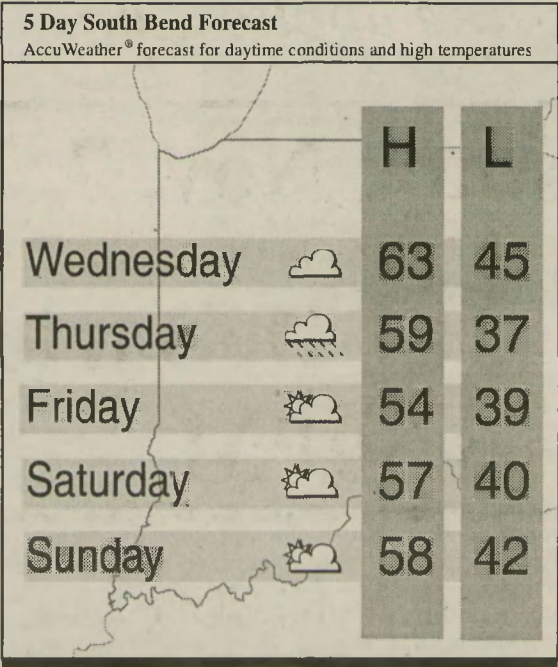 5 Day South Bend Forecast
AccuWeather® forecast for daytime conditions and high temperatures
H L
Wednesday 63 45
Thursday 59 37
Friday 54 39
Saturday 57 40
Sunday 58 42